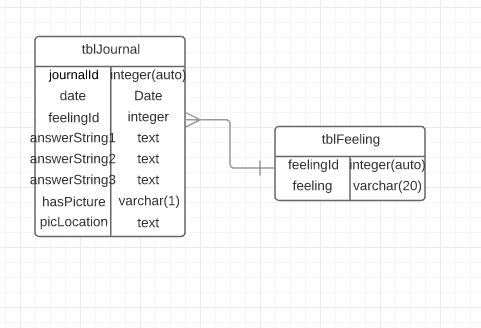 tblJournal
journalId integer(auto)
date Date
feelingId integer
answerString1 text
answerString2 text
answerString3 text
hasPicture varchar(1)
picLocation text
tblFeeling
feelingId integer(auto)
feeling varchar(20)